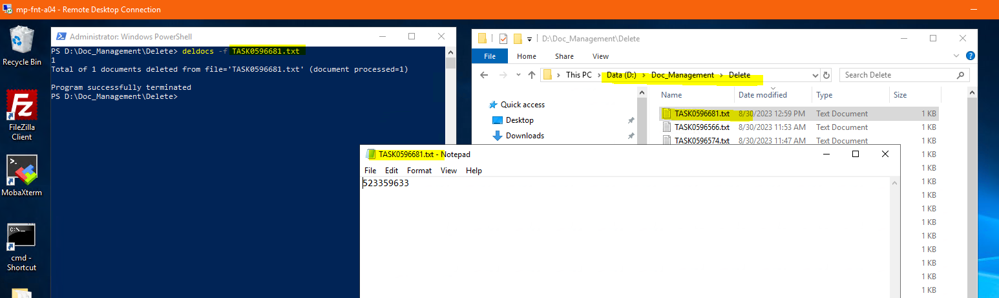 mp-fnt-a04 - Remote Desktop Connection
Recycle Bin
FileZilla
Client
MobaXterm
cmd -
Shortcut
Administrator: Windows PowerShell
PS D:\Doc_Management\Delete> deldocs -f TASK0596681.txt
1
Total of 1 documents deleted from file='TASK0596681.txt' (document processed=1)
Program successfully terminated
PS D:\Doc_Management\Delete>
D:\Doc_Management\Delete
File Home Share View
This PC > Data (D:) > Doc_Management > Delete
Search Delete
Quick access
Desktop
Downloads
Name Date modified Type Size
TASK0596681.txt 8/30/2023 12:59 PM Text Document 1 KB
TASK0596566.txt 8/30/2023 11:53 AM Text Document 1 KB
TASK0596574.txt 8/30/2023 11:47 AM Text Document 1 KB
1 KB
1 KB
1 KB
1 KB
1 KB
1 KB
1 KB
1 KB
1 KB
1 KB
1 KB
TASK0596681.txt - Notepad
File Edit Format View Help
523359633